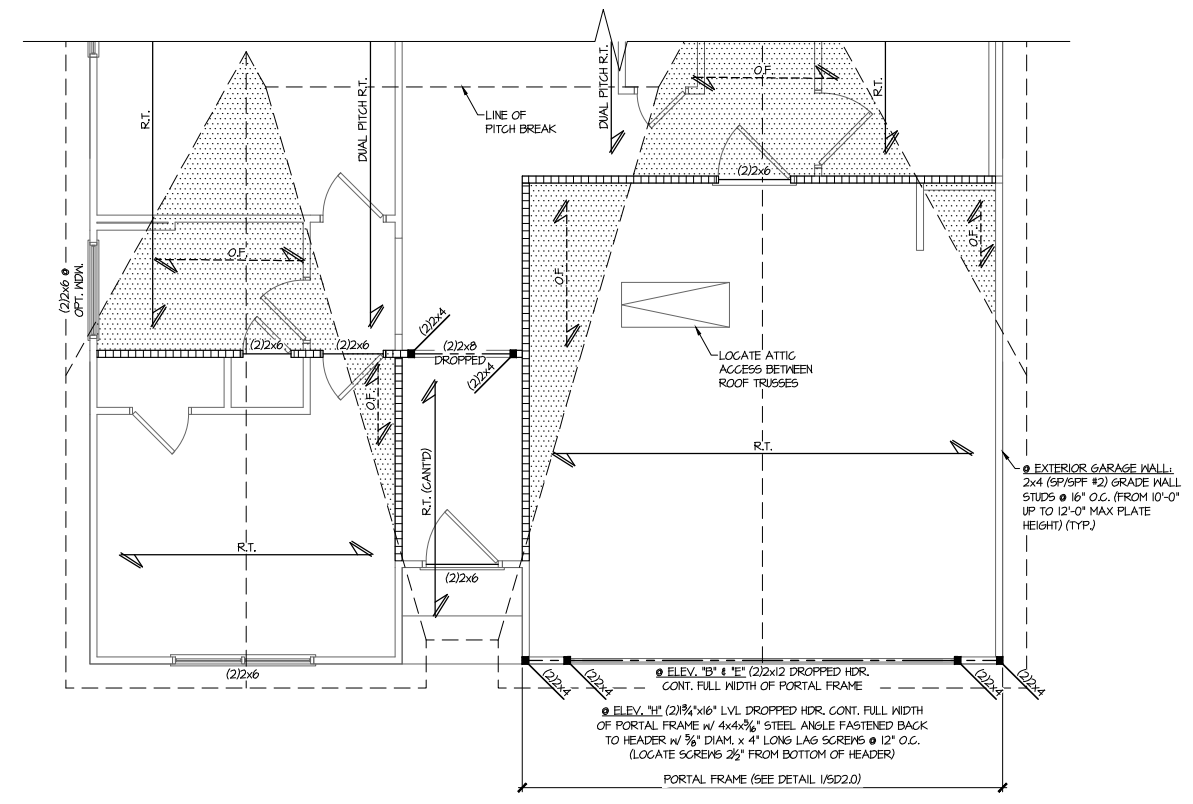 R.T.
DUAL PITCH R.T.
LINE OF
PITCH BREAK
DUAL PITCH R.T.
O.F.
R.T.
(2)2x6
O.F.
(2)2x6 @
OPT. WDW.
O.F.
O.F.
(2)2x4
(2)2x6
(2)2x6
(2)2x8
DROPPED
(2)2x4
LOCATE ATTIC
ACCESS BETWEEN
ROOF TRUSSES
O.F.
R.T. (CANT'D)
R.T.
@ EXTERIOR GARAGE WALL:
2x4 (SP/SPF #2) GRADE WALL
STUDS @ 16" O.C. (FROM 10'-0"
UP TO 12'-0" MAX PLATE
HEIGHT) (TYP.)
R.T.
(2)2x6
(2)2x6
(2)2x4
(2)2x4
@ ELEV. "B" & "E" (2)2x12 DROPPED HDR.
CONT. FULL WIDTH OF PORTAL FRAME
(2)2x4
(2)2x4
@ ELEV. "H" (2)1¾"x16" LVL DROPPED HDR. CONT. FULL WIDTH
OF PORTAL FRAME w/ 4x4x5/16" STEEL ANGLE FASTENED BACK
TO HEADER w/ 5/8" DIAM. x 4" LONG LAG SCREWS @ 12" O.C.
(LOCATE SCREWS 2½" FROM BOTTOM OF HEADER)
PORTAL FRAME (SEE DETAIL 1/SD2.0)